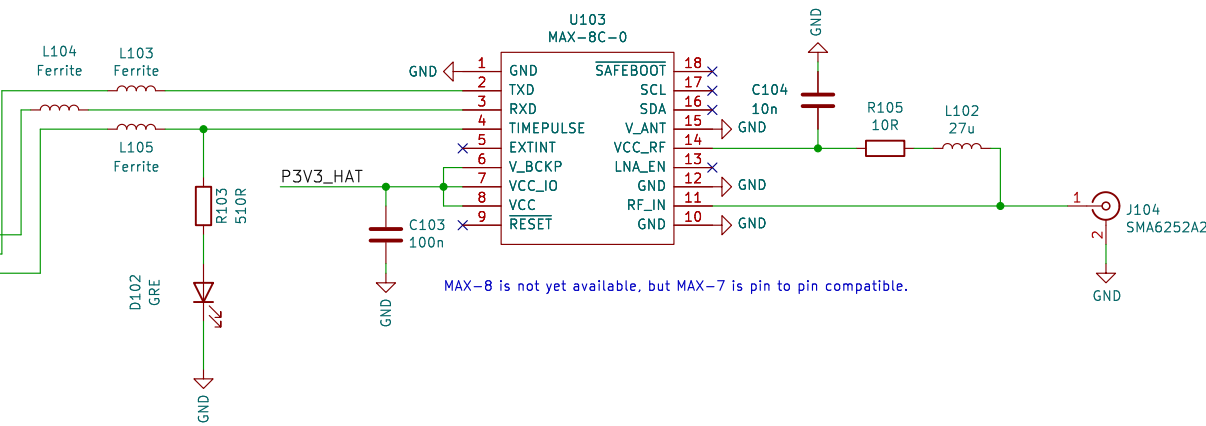 U103
MAX-8C-0
GND
L104
Ferrite
L103
Ferrite
L105
Ferrite
GND
1 GND
2 TXD
3 RXD
4 TIMEPULSE
5 EXTINT
6 V_BCKP
7 VCC_IO
8 VCC
9 RESET
SAFEBOOT 18
SCL 17
SDA 16
V_ANT 15
VCC_RF 14
LNA_EN 13
GND 12
RF_IN 11
GND 10
GND
GND
GND
C104
10n
R105
10R
L102
27u
P3V3_HAT
R103
510R
C103
100n
GND
D102
GRE
GND
1
2
J104
SMA6252A2
GND
MAX-8 is not yet available, but MAX-7 is pin to pin compatible.